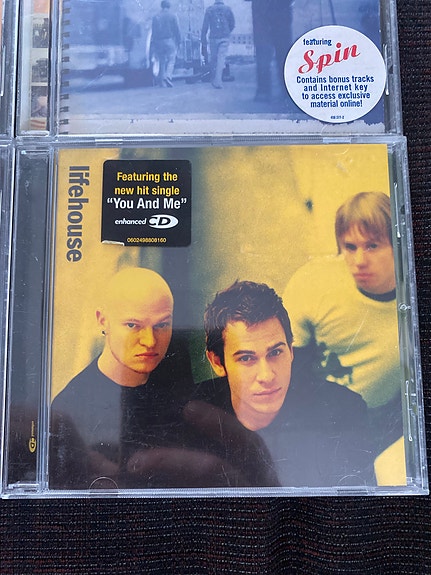 featuring
Spin
Contains bonus tracks
and Internet key
to access exclusive
material online!
lifehouse
Featuring the
new hit single
"You And Me"
enhanced CD
0602498808160